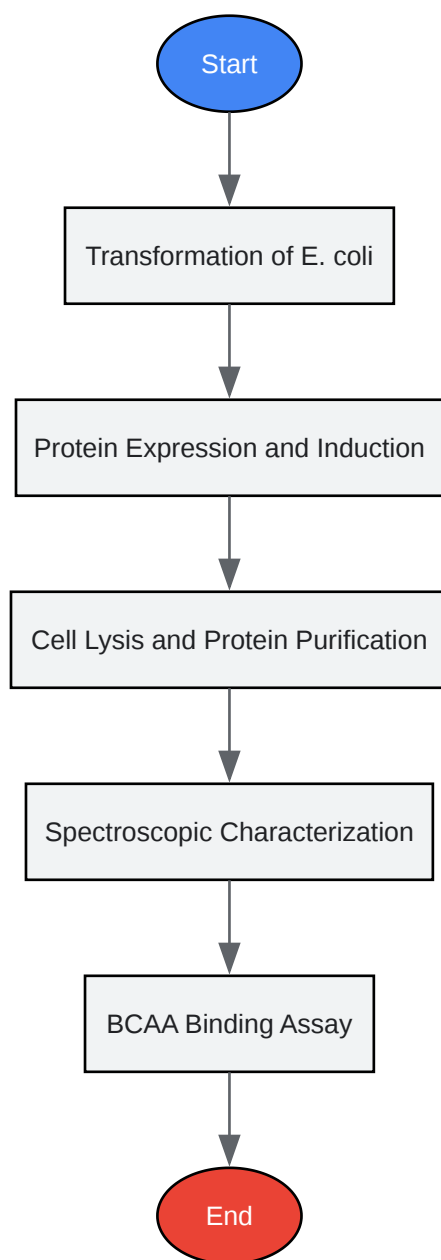 Start
Transformation of E. coli
Protein Expression and Induction
Cell Lysis and Protein Purification
Spectroscopic Characterization
BCAA Binding Assay
End